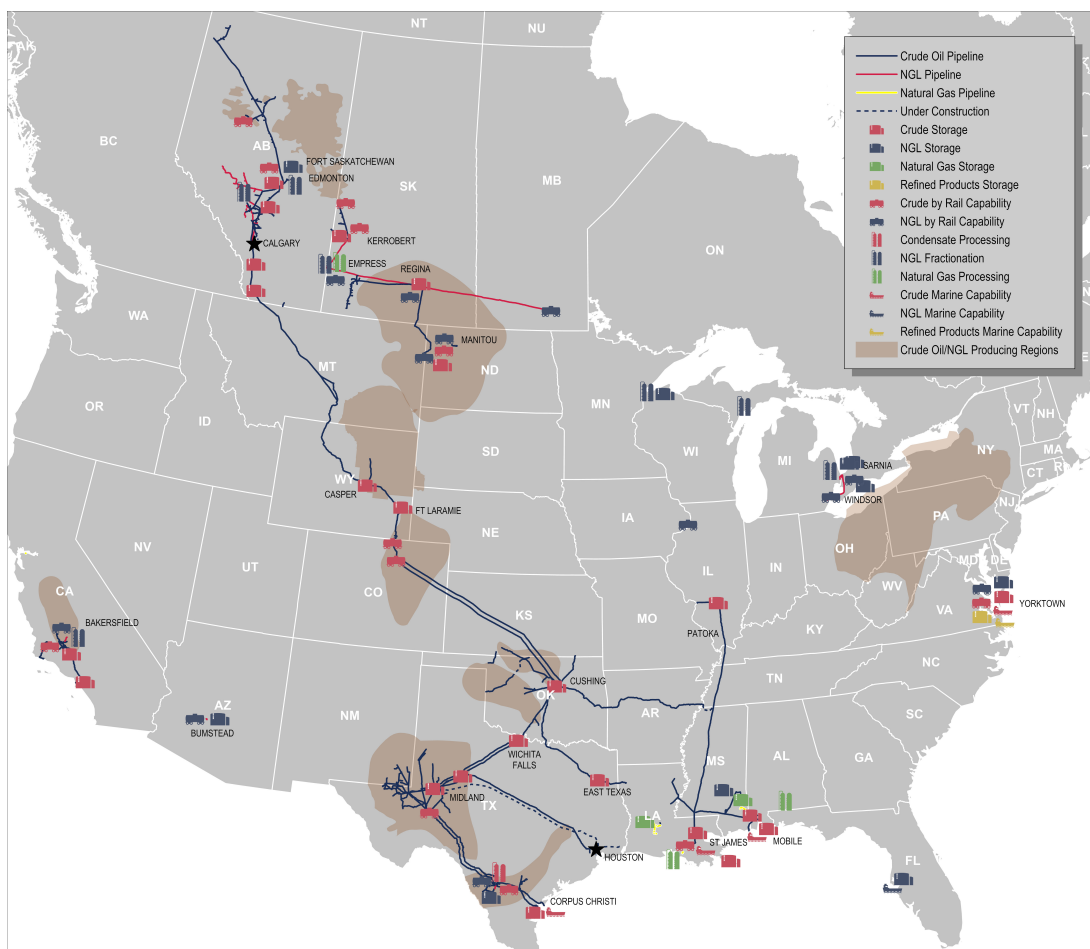 NT
NU
AK
BC
AB
SK
MB
ON
FORT SASKATCHEWAN
EDMONTON
CALGARY
KERROBERT
EMPRESS
REGINA
MANITOU
Crude Oil Pipeline
NGL Pipeline
Natural Gas Pipeline
Under Construction
Crude Storage
NGL Storage
Natural Gas Storage
Refined Products Storage
Crude by Rail Capability
NGL by Rail Capability
Condensate Processing
NGL Fractionation
Natural Gas Processing
Crude Marine Capability
NGL Marine Capability
Refined Products Marine Capability
Crude Oil/NGL Producing Regions
WA
MT
ND
MN
OR
ID
SD
WI
MI
NY
VT
NH
MA
CT
RI
SARNIA
WINDSOR
WY
CASPER
FT LARAMIE
NE
IA
PA
NJ
NV
UT
CO
IL
IN
OH
MD
DE
WV
VA
YORKTOWN
CA
BAKERSFIELD
KS
MO
PATOKA
KY
CUSHING
TN
NC
AZ
BUMSTEAD
NM
OK
AR
SC
WICHITA
FALLS
MS
AL
GA
MIDLAND
TX
EAST TEXAS
LA
ST JAMES
MOBILE
HOUSTON
CORPUS CHRISTI
FL